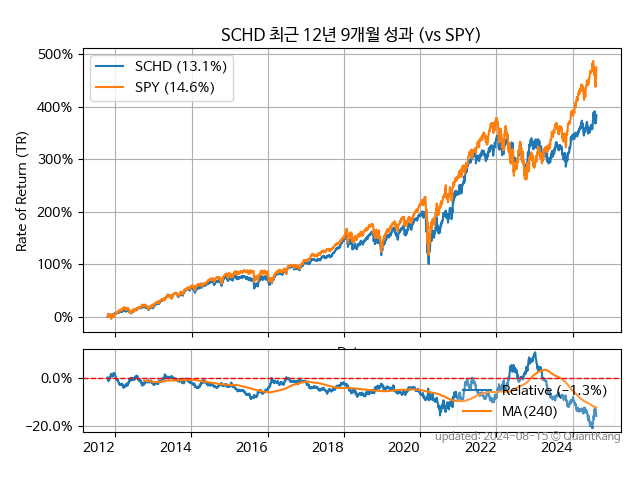 SCHD 최근 12년 9개월 성과 (vs SPY)
SCHD (13.1%)
SPY (14.6%)
Rate of Return (TR)
500%
400%
300%
200%
100%
0%
0.0%
−20.0%
Relative (−1.3%)
MA(240)
2012 2014 2016 2018 2020 2022 2024
updated: 2024-08-15 © QuantKang